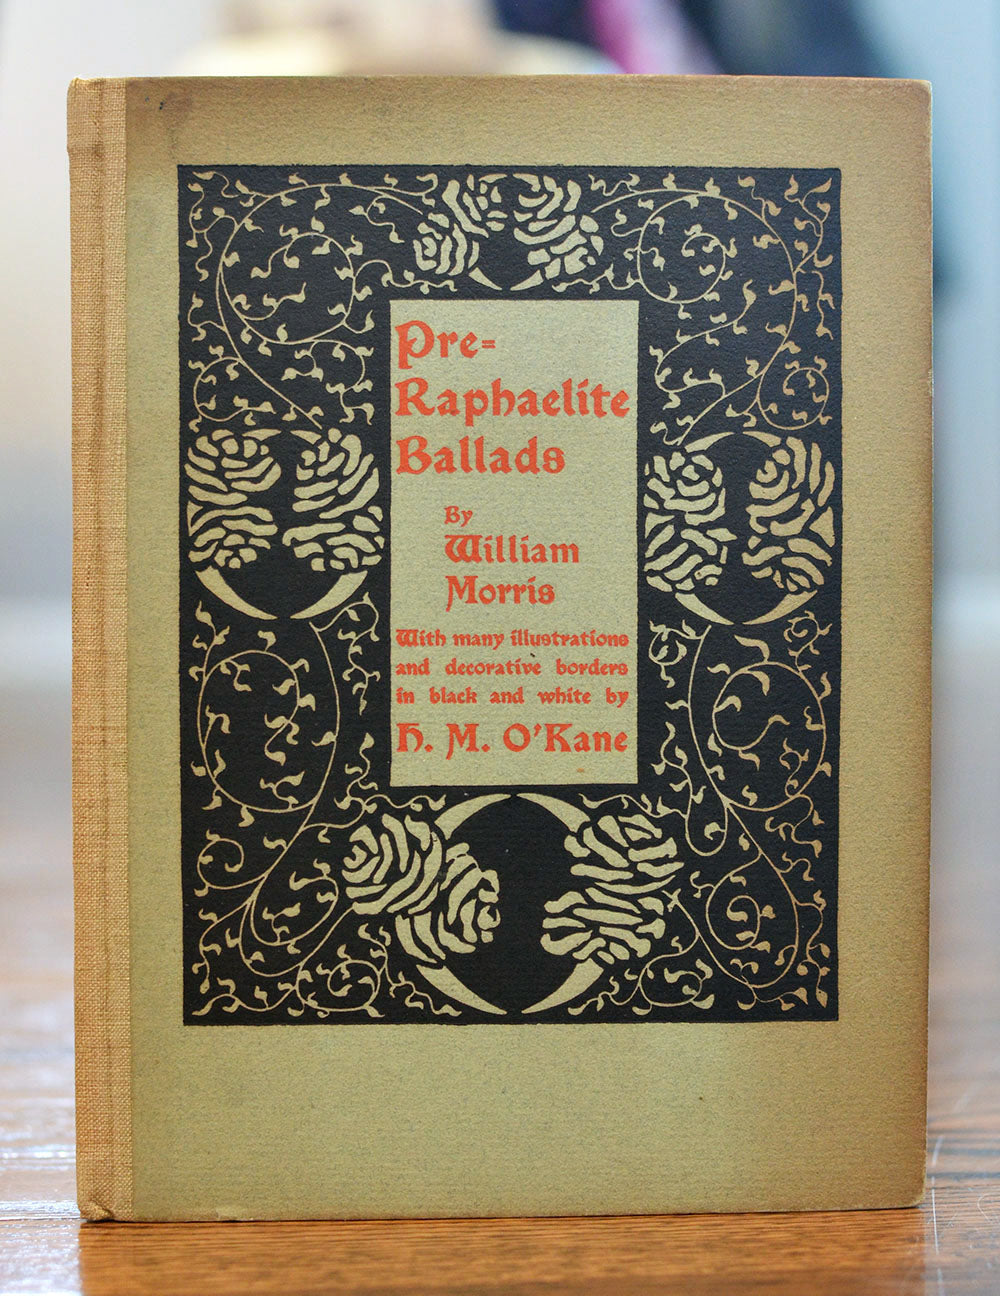 Pre=
Raphaelite
Ballads
By
William
Morris
With many illustrations
and decorative borders
in black and white by
H. M. O'Kane